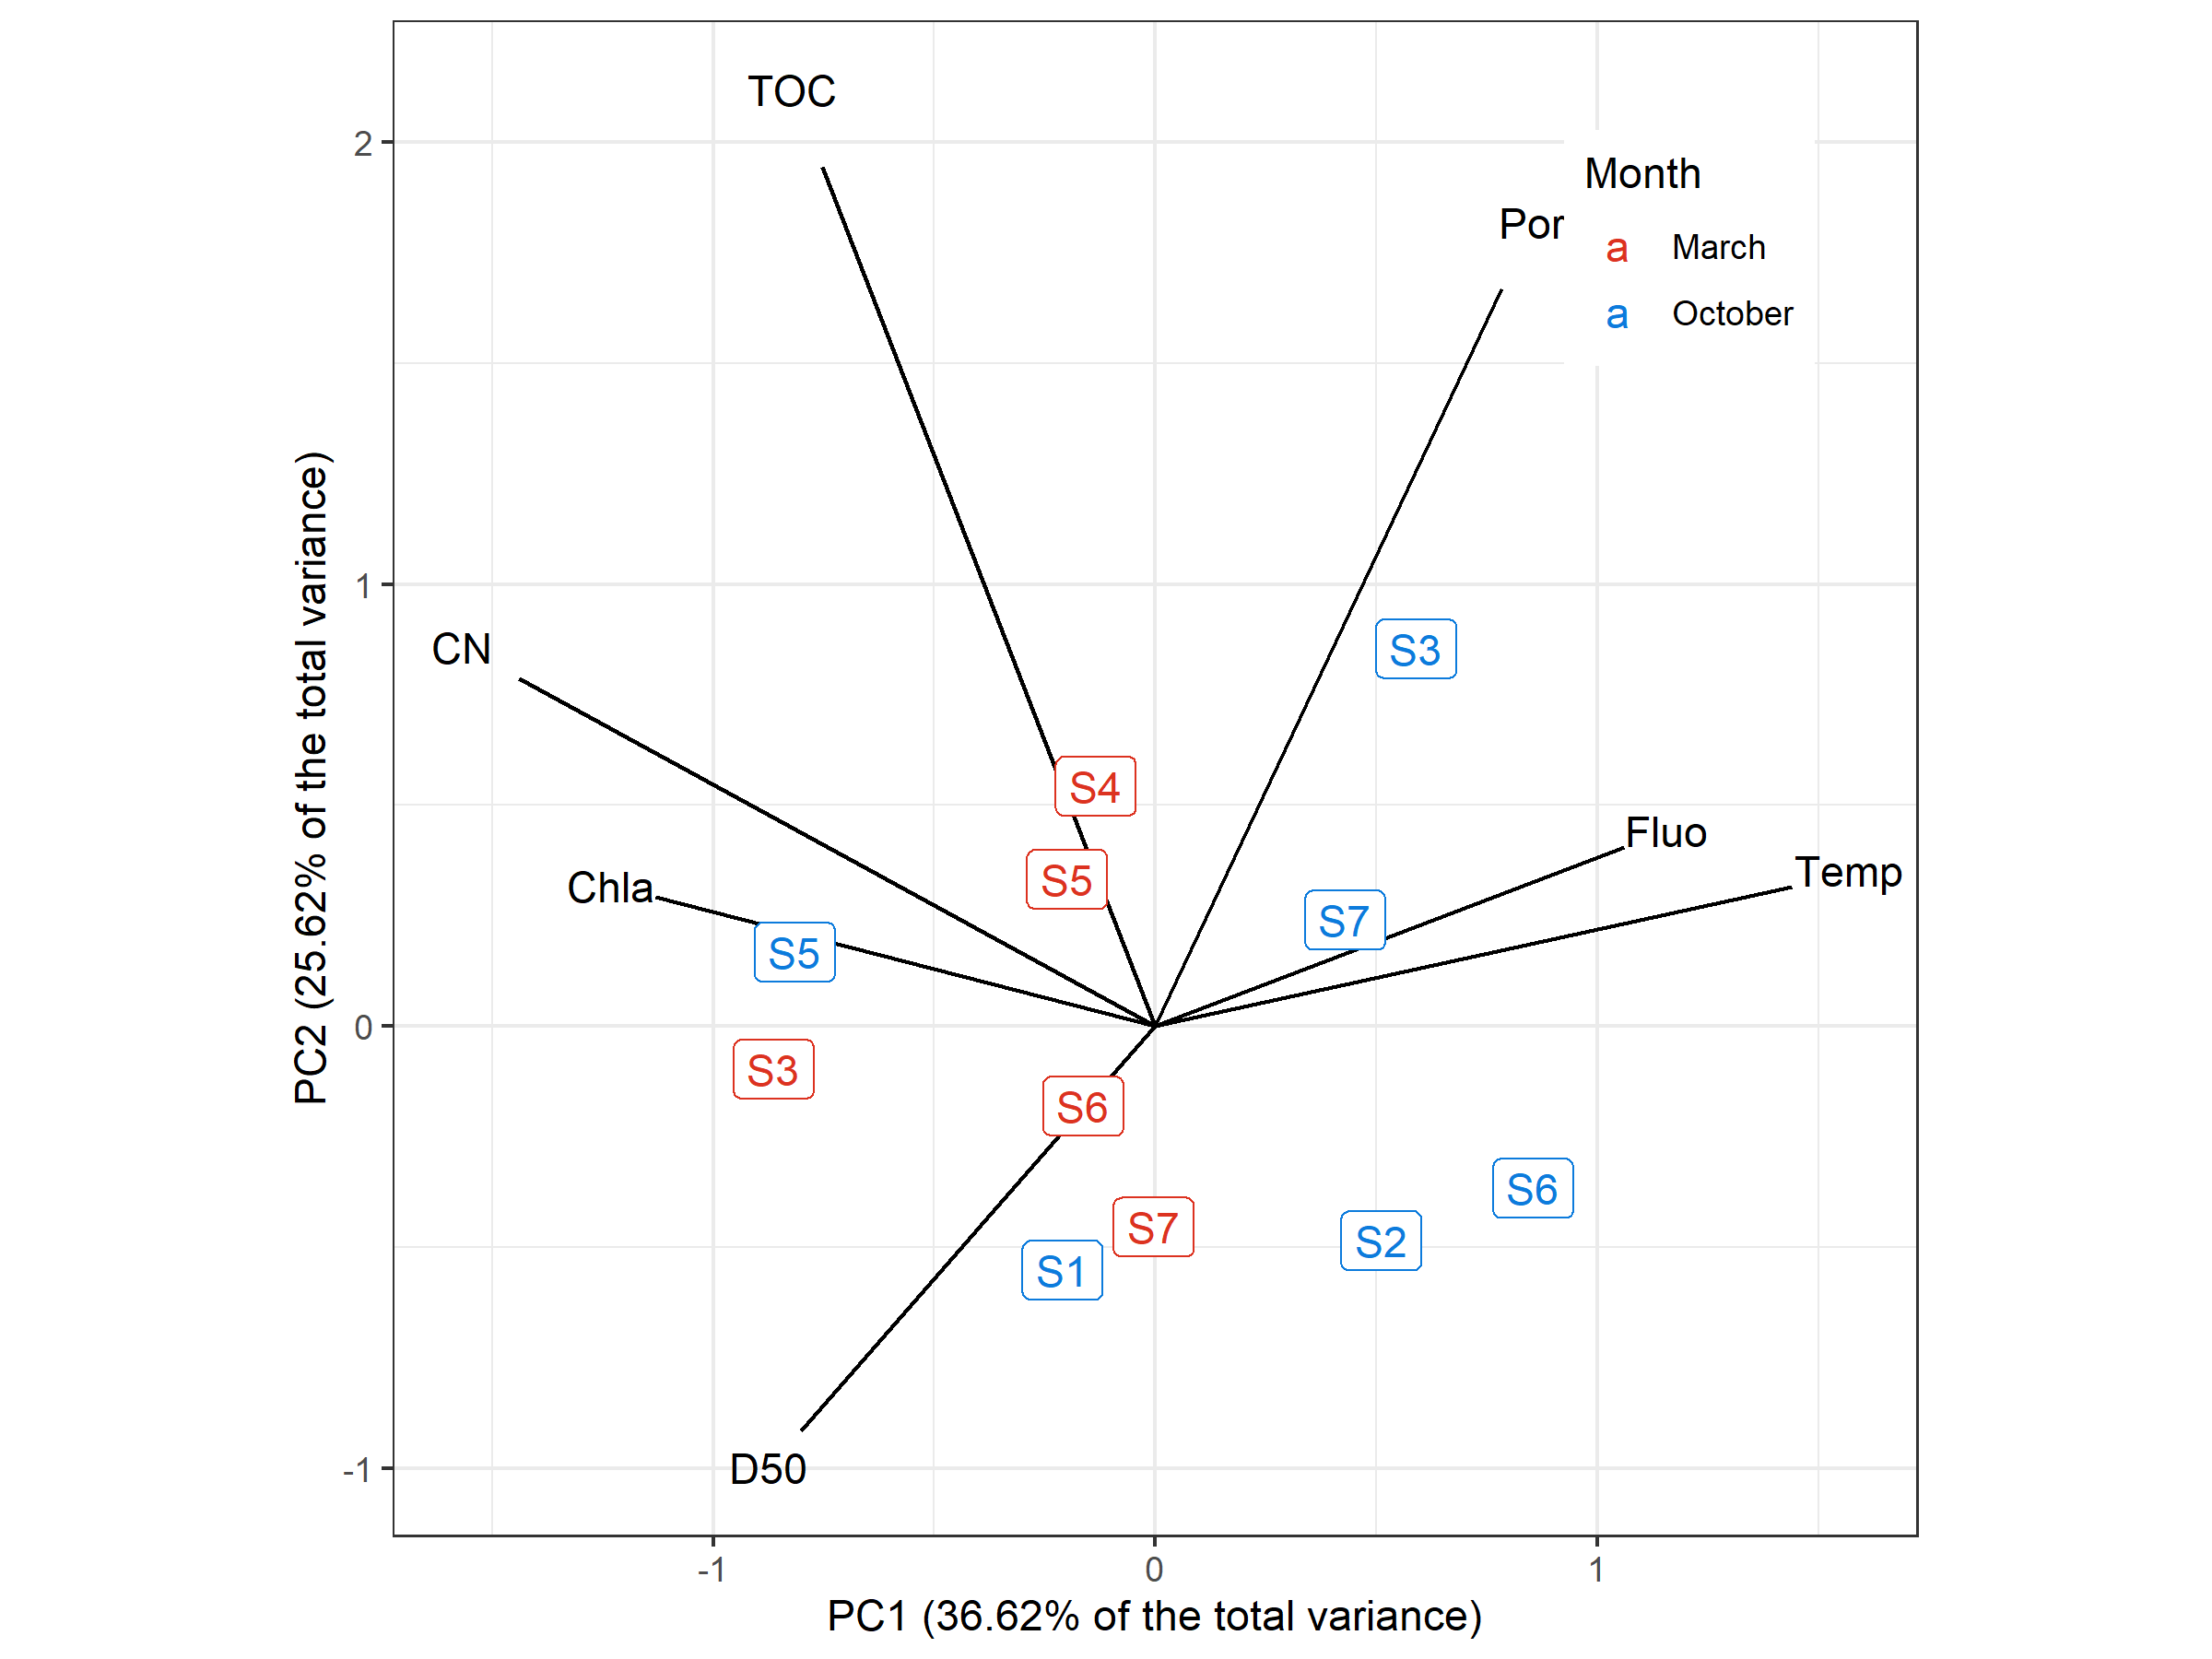 TOC
2
Month
Por
a March
a October
1
CN
S3
S4
Fluo
Temp
Chla
S5
S7
S5
0
S3
S6
S6
S7
S2
S1
D50
-1
-1 0 1
PC1 (36.62% of the total variance)
PC2 (25.62% of the total variance)